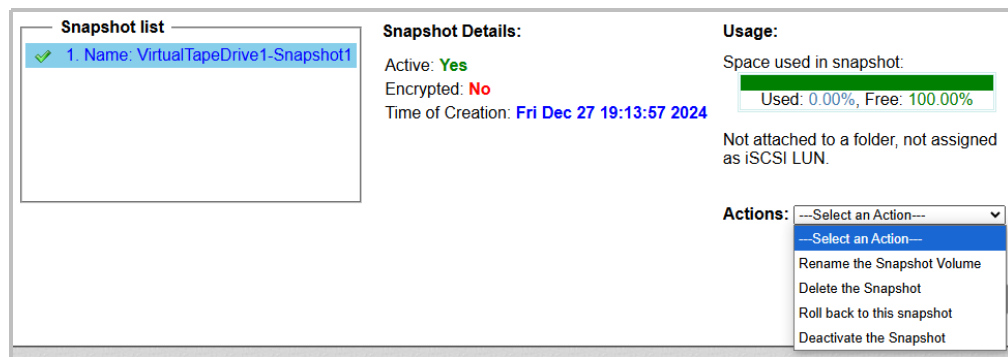 Snapshot list
1. Name: VirtualTapeDrive1-Snapshot1
Snapshot Details:
Active: Yes
Encrypted: No
Time of Creation: Fri Dec 27 19:13:57 2024
Usage:
Space used in snapshot:
Used: 0.00%, Free: 100.00%
Not attached to a folder, not assigned
as iSCSI LUN.
Actions: ---Select an Action---
---Select an Action---
Rename the Snapshot Volume
Delete the Snapshot
Roll back to this snapshot
Deactivate the Snapshot